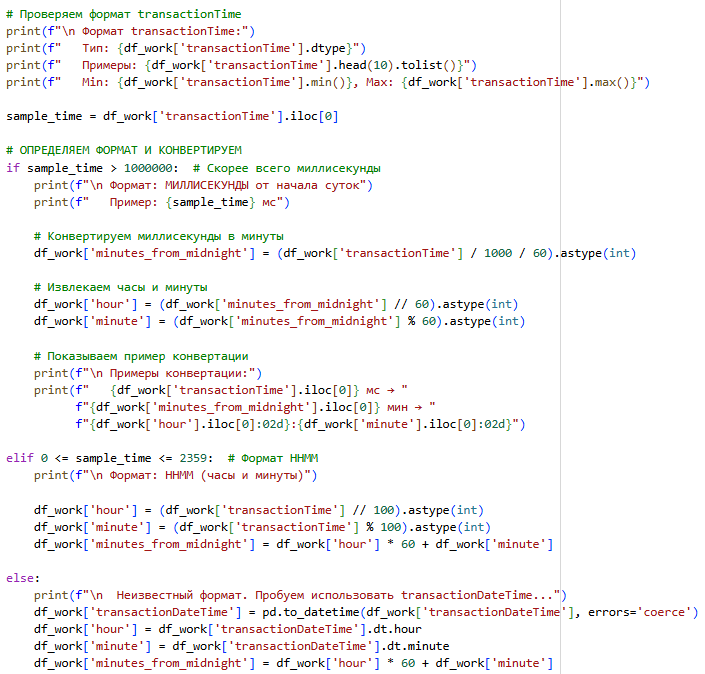 # Проверяем формат transactionTime
print(f"\n Формат transactionTime:")
print(f"   Тип: {df_work['transactionTime'].dtype}")
print(f"   Примеры: {df_work['transactionTime'].head(10).tolist()}")
print(f"   Min: {df_work['transactionTime'].min()}, Max: {df_work['transactionTime'].max()}")

sample_time = df_work['transactionTime'].iloc[0]

# ОПРЕДЕЛЯЕМ ФОРМАТ И КОНВЕРТИРУЕМ
if sample_time > 1000000:  # Скорее всего миллисекунды
    print(f"\n Формат: МИЛЛИСЕКУНДЫ от начала суток")
    print(f"   Пример: {sample_time} мс")

    # Конвертируем миллисекунды в минуты
    df_work['minutes_from_midnight'] = (df_work['transactionTime'] / 1000 / 60).astype(int)

    # Извлекаем часы и минуты
    df_work['hour'] = (df_work['minutes_from_midnight'] // 60).astype(int)
    df_work['minute'] = (df_work['minutes_from_midnight'] % 60).astype(int)

    # Показываем пример конвертации
    print(f"\n Примеры конвертации:")
    print(f"   {df_work['transactionTime'].iloc[0]} мс → "
          f"{df_work['minutes_from_midnight'].iloc[0]} мин → "
          f"{df_work['hour'].iloc[0]:02d}:{df_work['minute'].iloc[0]:02d}")

elif 0 <= sample_time <= 2359:  # Формат HHMM
    print(f"\n Формат: HHMM (часы и минуты)")

    df_work['hour'] = (df_work['transactionTime'] // 100).astype(int)
    df_work['minute'] = (df_work['transactionTime'] % 100).astype(int)
    df_work['minutes_from_midnight'] = df_work['hour'] * 60 + df_work['minute']

else:
    print(f"\n  Неизвестный формат. Пробуем использовать transactionDateTime...")
    df_work['transactionDateTime'] = pd.to_datetime(df_work['transactionDateTime'], errors='coerce')
    df_work['hour'] = df_work['transactionDateTime'].dt.hour
    df_work['minute'] = df_work['transactionDateTime'].dt.minute
    df_work['minutes_from_midnight'] = df_work['hour'] * 60 + df_work['minute']